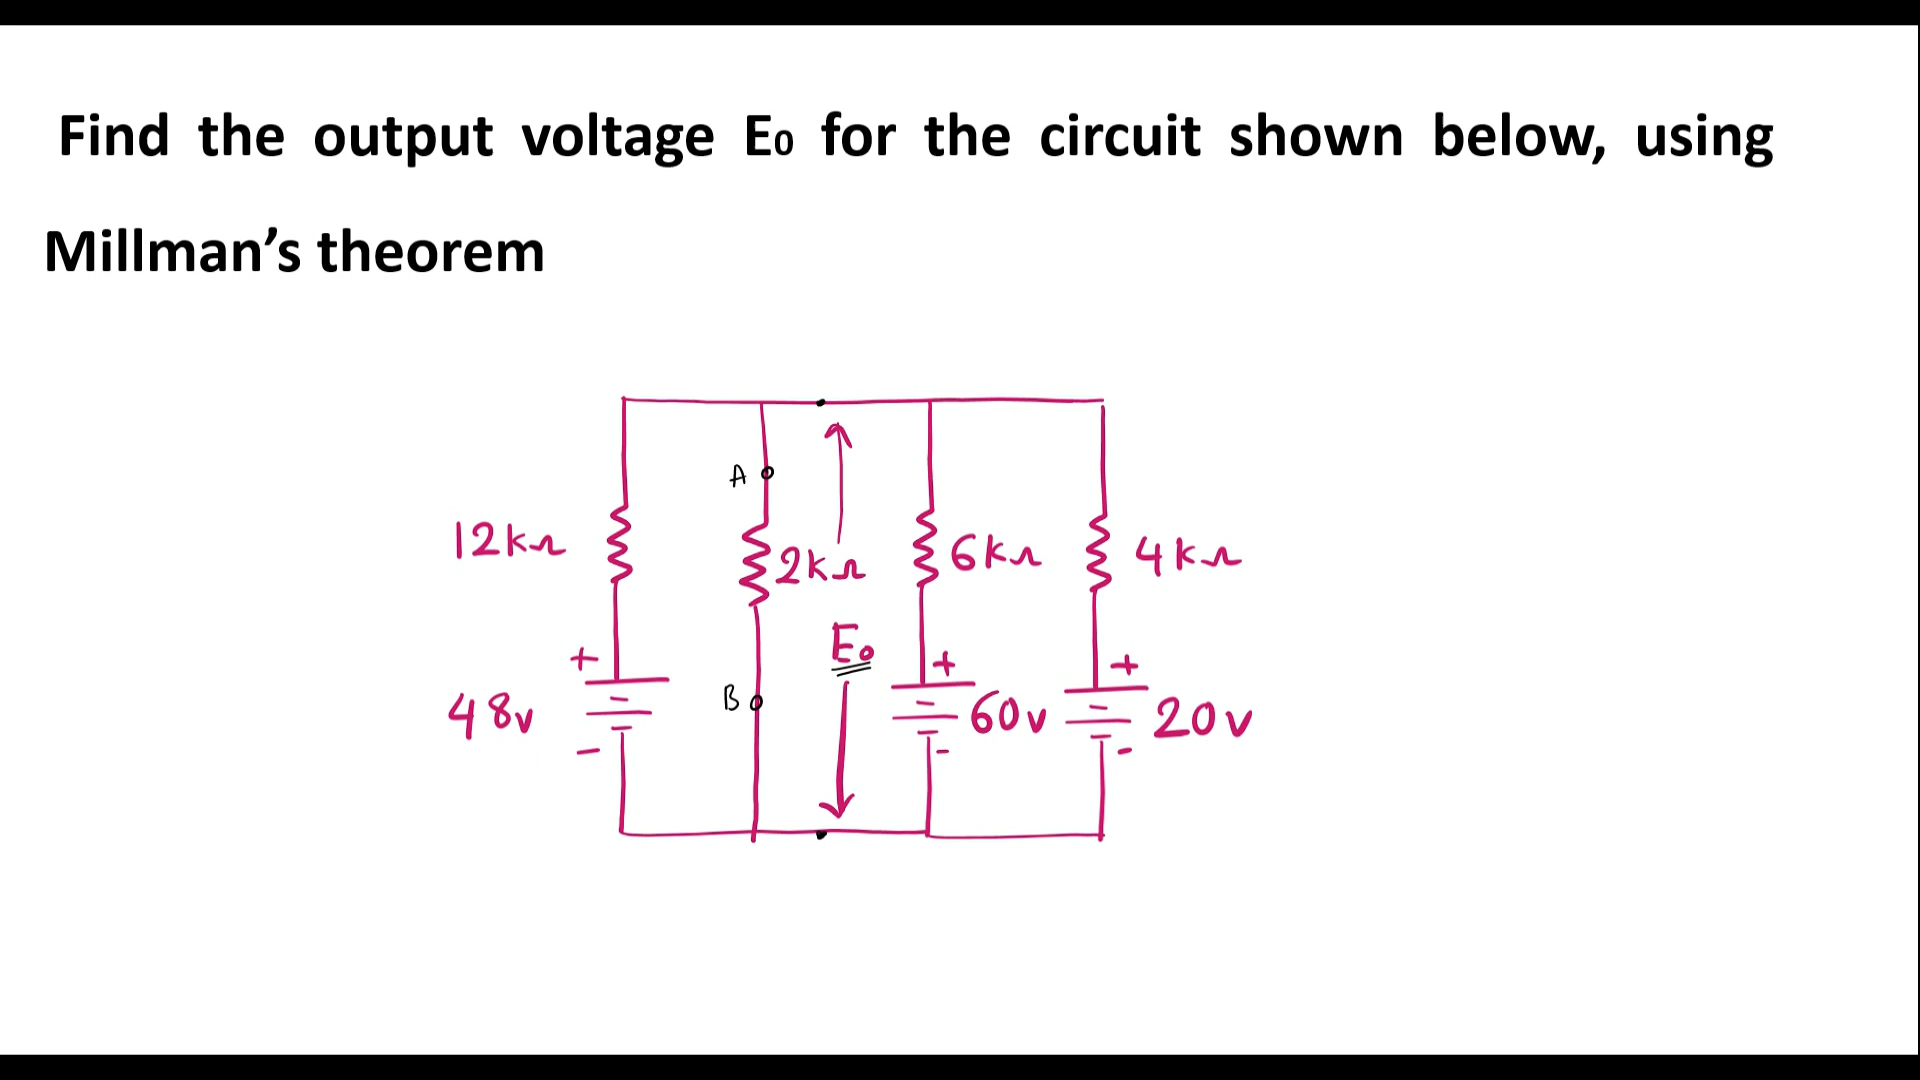 Find the output voltage E0 for the circuit shown below, using
Millman’s theorem
A
12kΩ
2kΩ
6kΩ
4kΩ
E0
+
+
+
B
48v
60v
20v
-
-
-